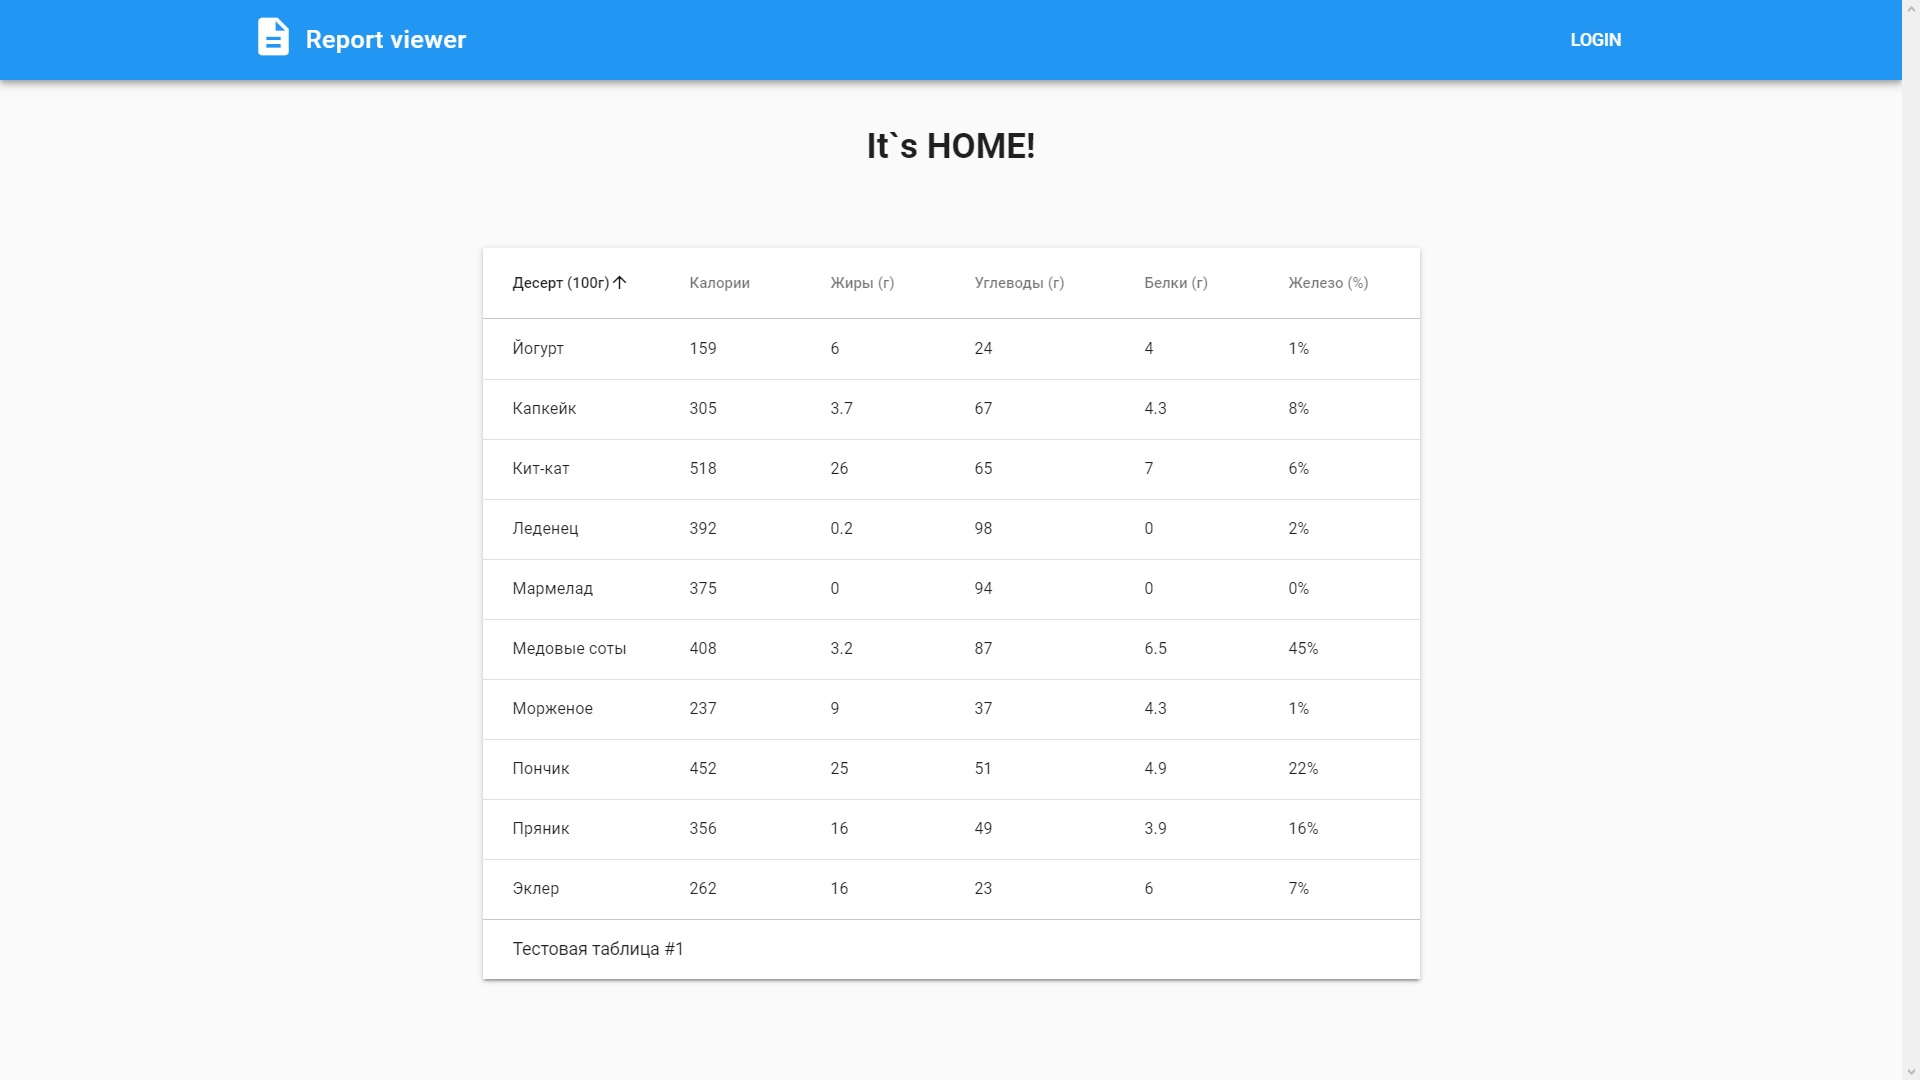 Report viewer LOGIN
It`s HOME!
Десерт (100г) Калории Жиры (г) Углеводы (г) Белки (г) Железо (%)
Йогурт 159 6 24 4 1%
Капкейк 305 3.7 67 4.3 8%
Кит-кат 518 26 65 7 6%
Леденец 392 0.2 98 0 2%
Мармелад 375 0 94 0 0%
Медовые соты 408 3.2 87 6.5 45%
Морженое 237 9 37 4.3 1%
Пончик 452 25 51 4.9 22%
Пряник 356 16 49 3.9 16%
Эклер 262 16 23 6 7%
Тестовая таблица #1